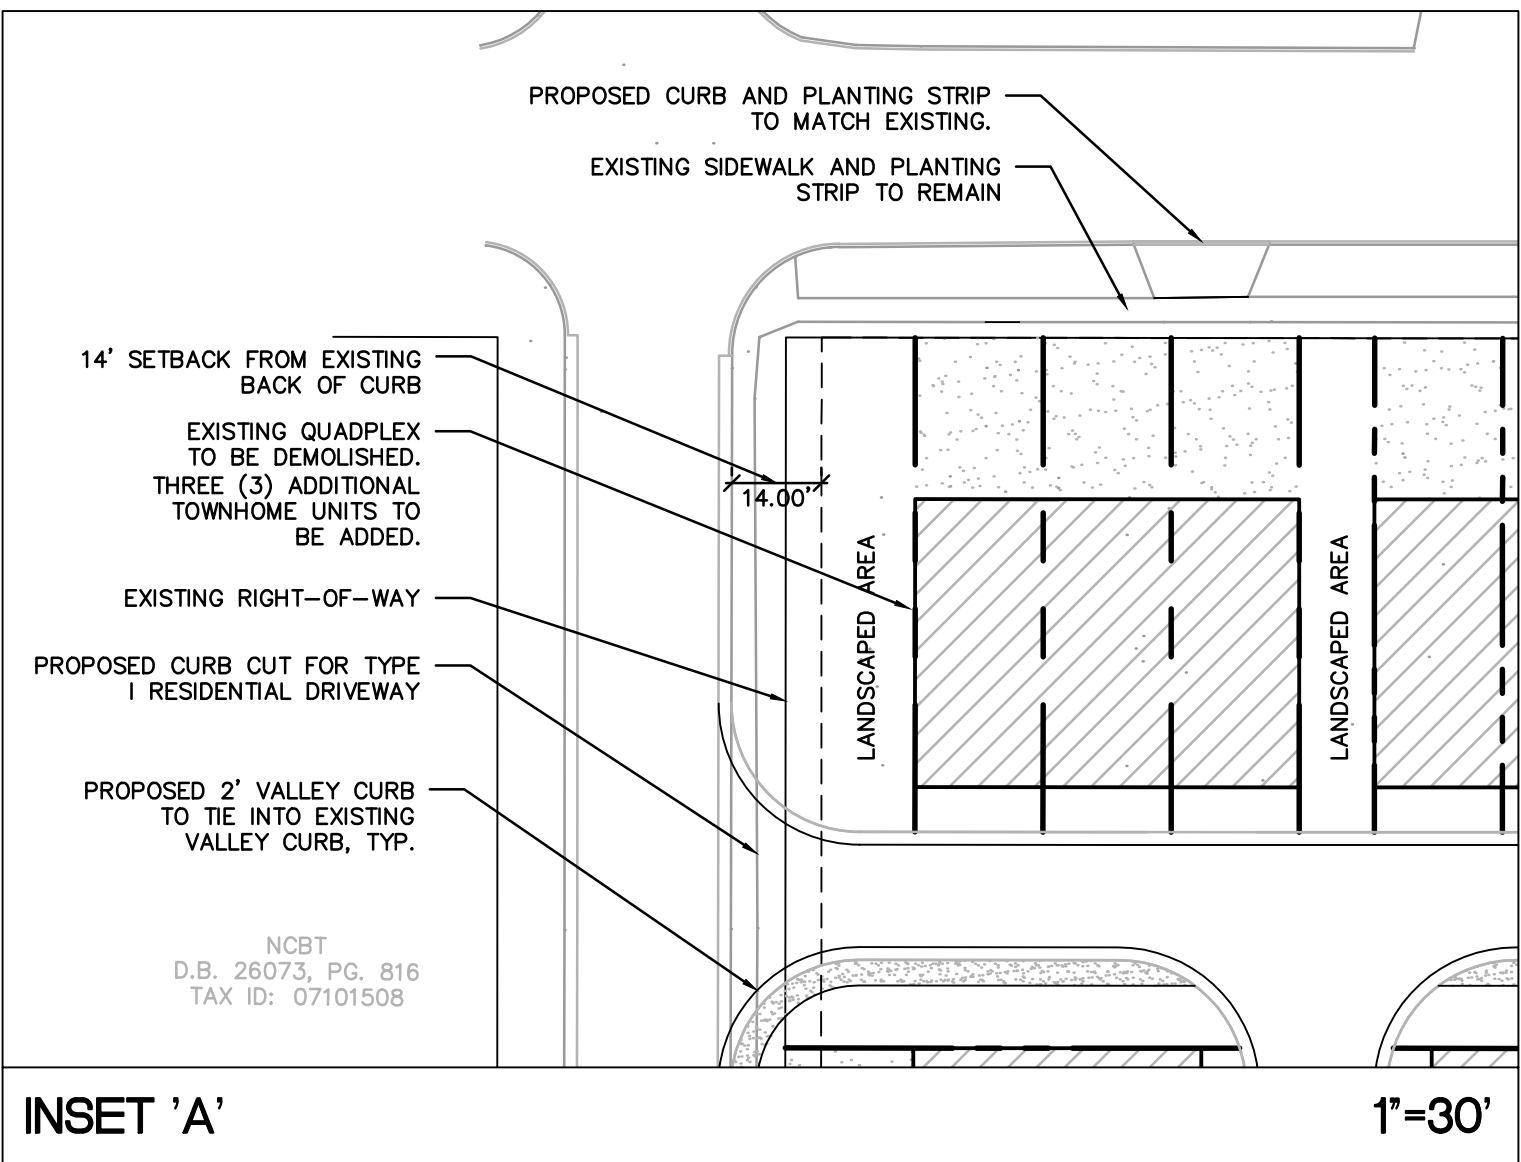 PROPOSED CURB AND PLANTING STRIP
TO MATCH EXISTING.
EXISTING SIDEWALK AND PLANTING
STRIP TO REMAIN
14' SETBACK FROM EXISTING
BACK OF CURB
EXISTING QUADPLEX
TO BE DEMOLISHED.
THREE (3) ADDITIONAL
TOWNHOME UNITS TO
BE ADDED.
14.00'
LANDSCAPED AREA
LANDSCAPED AREA
EXISTING RIGHT-OF-WAY
PROPOSED CURB CUT FOR TYPE
I RESIDENTIAL DRIVEWAY
PROPOSED 2' VALLEY CURB
TO TIE INTO EXISTING
VALLEY CURB, TYP.
NCBT
D.B. 26073, PG. 816
TAX ID: 07101508
INSET 'A'
1"=30'